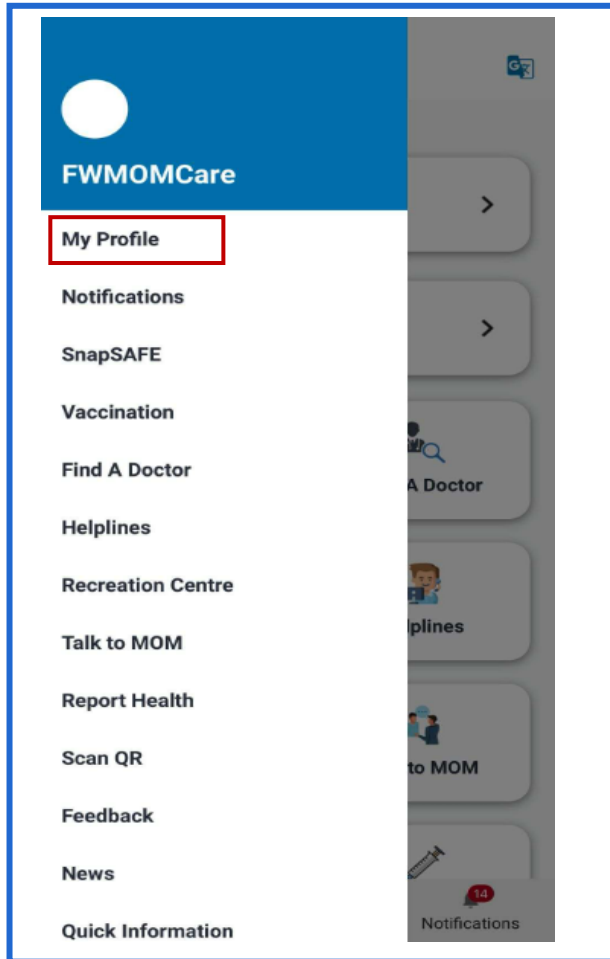 FWMOMCare
My Profile
Notifications
SnapSAFE
Vaccination
Find A Doctor
A Doctor
Helplines
Recreation Centre
lplines
Talk to MOM
Report Health
Scan QR
to MOM
Feedback
News
14
Notifications
Quick Information